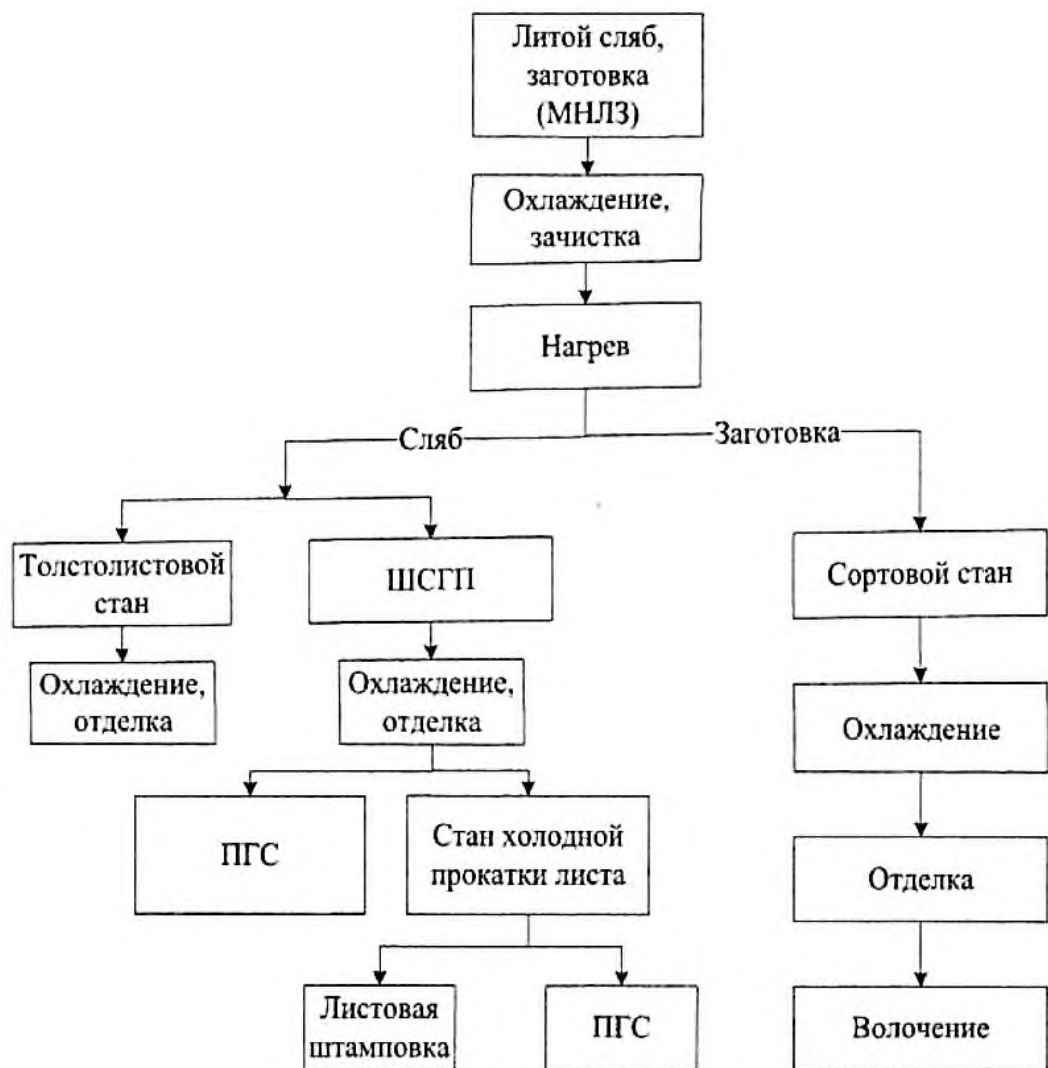 Литой сляб,
заготовка
(МНЛЗ)
Охлаждение,
зачистка
Нагрев
Сляб
Заготовка
Толстолистовой
стан
ШСГП
Сортовой стан
Охлаждение,
отделка
Охлаждение,
отделка
Охлаждение
ПГС
Стан холодной
прокатки листа
Отделка
Листовая
штамповка
ПГС
Волочение